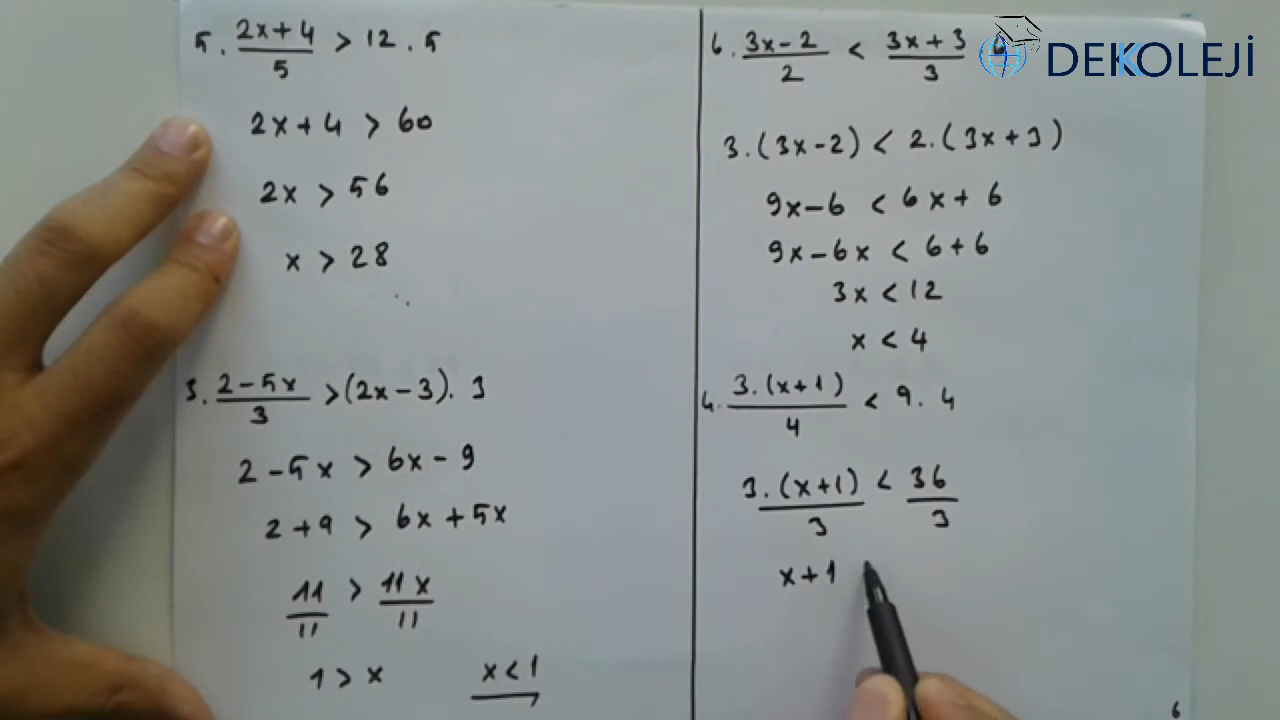 5. (2x+4)/5 > 12 . 5
2x+4 > 60
2x > 56
x > 28
3. (2-5x)/3 > (2x-3). 3
2-5x > 6x-9
2+9 > 6x+5x
11/11 > 11x/11
1 > x    x < 1
6. (3x-2)/2 < (3x+3)/3
3.(3x-2) < 2.(3x+3)
9x-6 < 6x+6
9x-6x < 6+6
3x < 12
x < 4
4. 3.(x+1)/4 < 9. 4
3.(x+1)/3 < 36/3
x+1
6
DEKOLEJİ